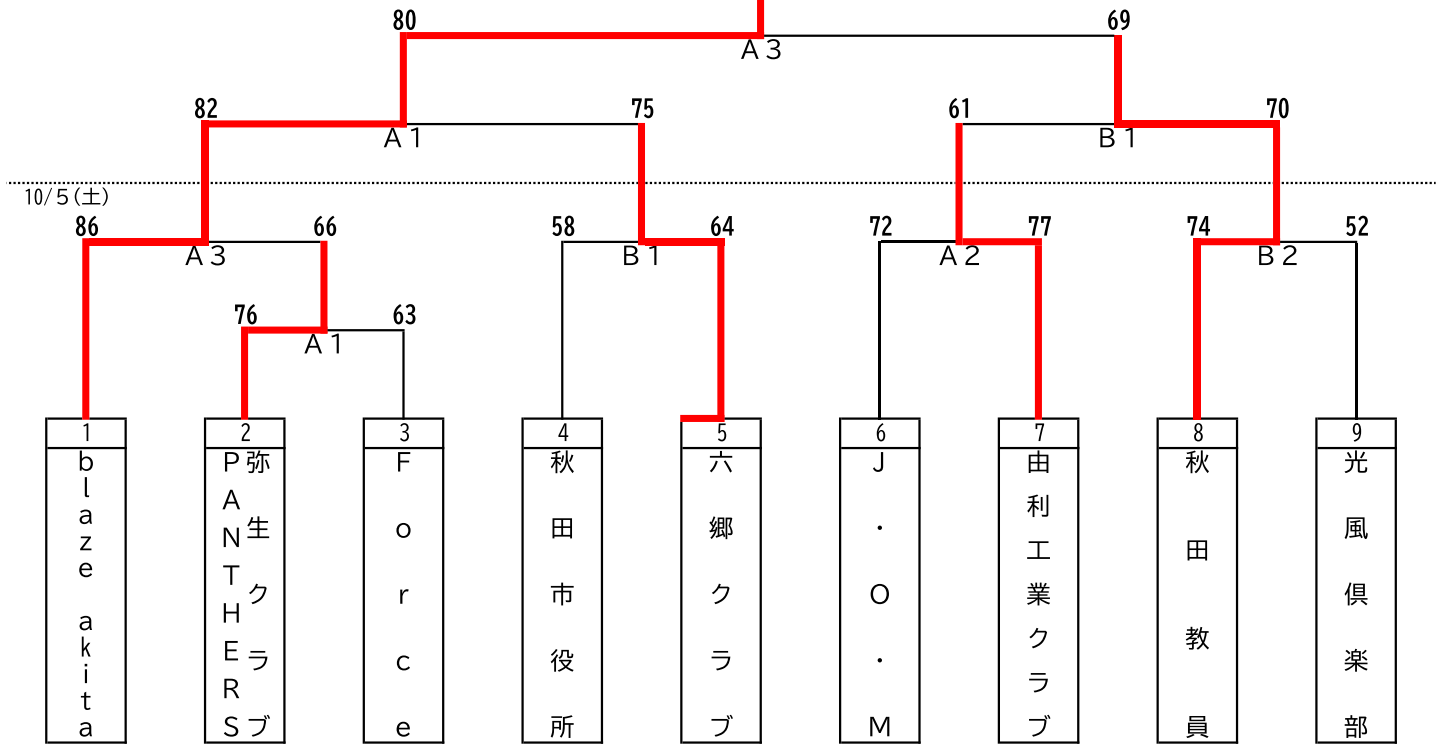 80 69
A3
82 75 61 70
A1 B1
10/5(土)
86 66 58 64 72 77 74 52
A3 B1 A2 B2
76 63
A1
1 2 3 4 5 6 7 8 9
blaze akita
弥生クラブ
PANTHERS
Force
秋田市役所
六郷クラブ
J・O・M
由利工業クラブ
秋田教員
光風倶楽部